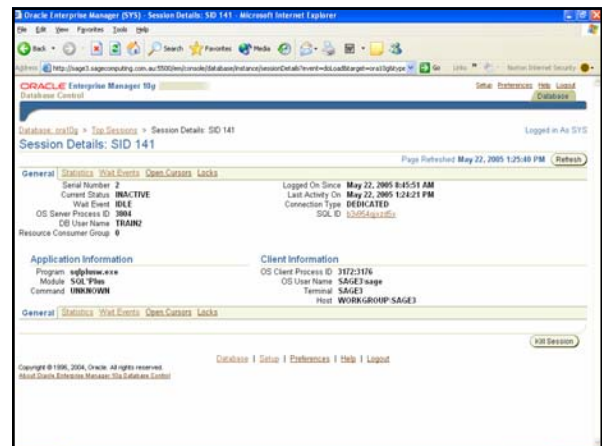 Oracle Enterprise Manager (SYS) - Session Details: SID 141 - Microsoft Internet Explorer
File Edit View Favorites Tools Help
Back Search Favorites Media
Address Go Links Norton Internet Security
ORACLE Enterprise Manager 10g
Database Control
Setup Preferences Help Logout
Database
Database: ora10g > Top Sessions > Session Details: SID 141
Logged in As SYS
Session Details: SID 141
Page Refreshed May 22, 2005 1:25:40 PM Refresh
General Statistics Wait Events Open Cursors Locks
Serial Number 2
Current Status INACTIVE
Wait Event IDLE
OS Server Process ID 3804
DB User Name TRAIN2
Resource Consumer Group 0
Logged On Since May 22, 2005 8:45:51 AM
Last Activity On May 22, 2005 1:24:21 PM
Connection Type DEDICATED
SQL ID
Application Information
Program sqlplusw.exe
Module SQL*Plus
Command UNKNOWN
Client Information
OS Client Process ID 3172:3176
OS User Name SAGE3\sage
Terminal SAGE3
Host WORKGROUP\SAGE3
General Statistics Wait Events Open Cursors Locks
Kill Session
Database | Setup | Preferences | Help | Logout
Copyright © 1996, 2004, Oracle. All rights reserved.
About Oracle Enterprise Manager 10g Database Control